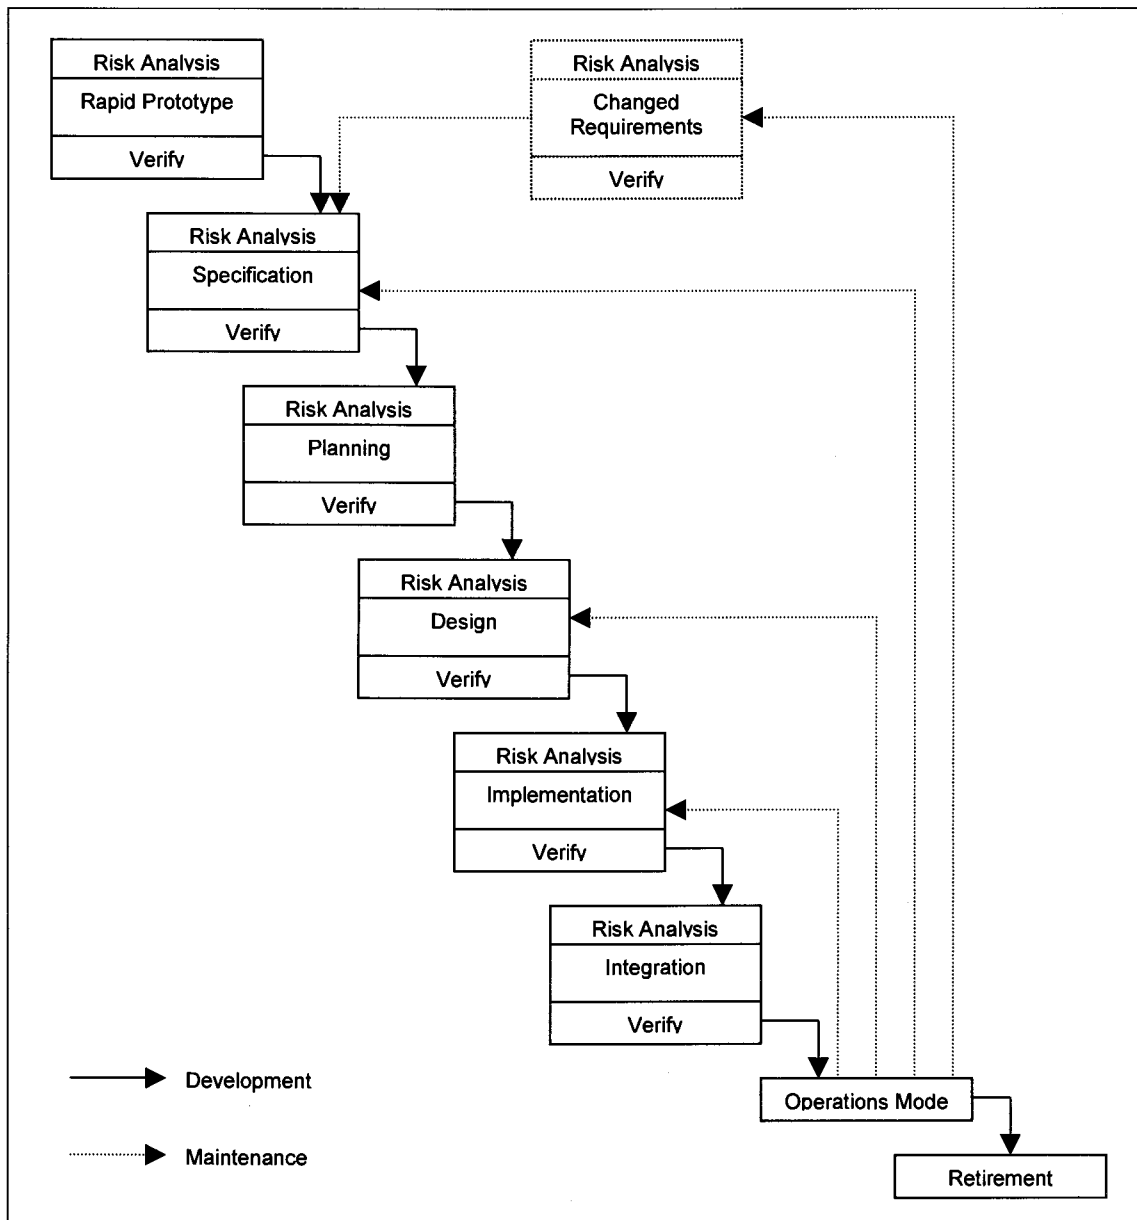 Risk Analysis
Rapid Prototype
Verify
Risk Analysis
Changed
Requirements
Verify
Risk Analysis
Specification
Verify
Risk Analysis
Planning
Verify
Risk Analysis
Design
Verify
Risk Analysis
Implementation
Verify
Risk Analysis
Integration
Verify
Development
Operations Mode
Maintenance
Retirement